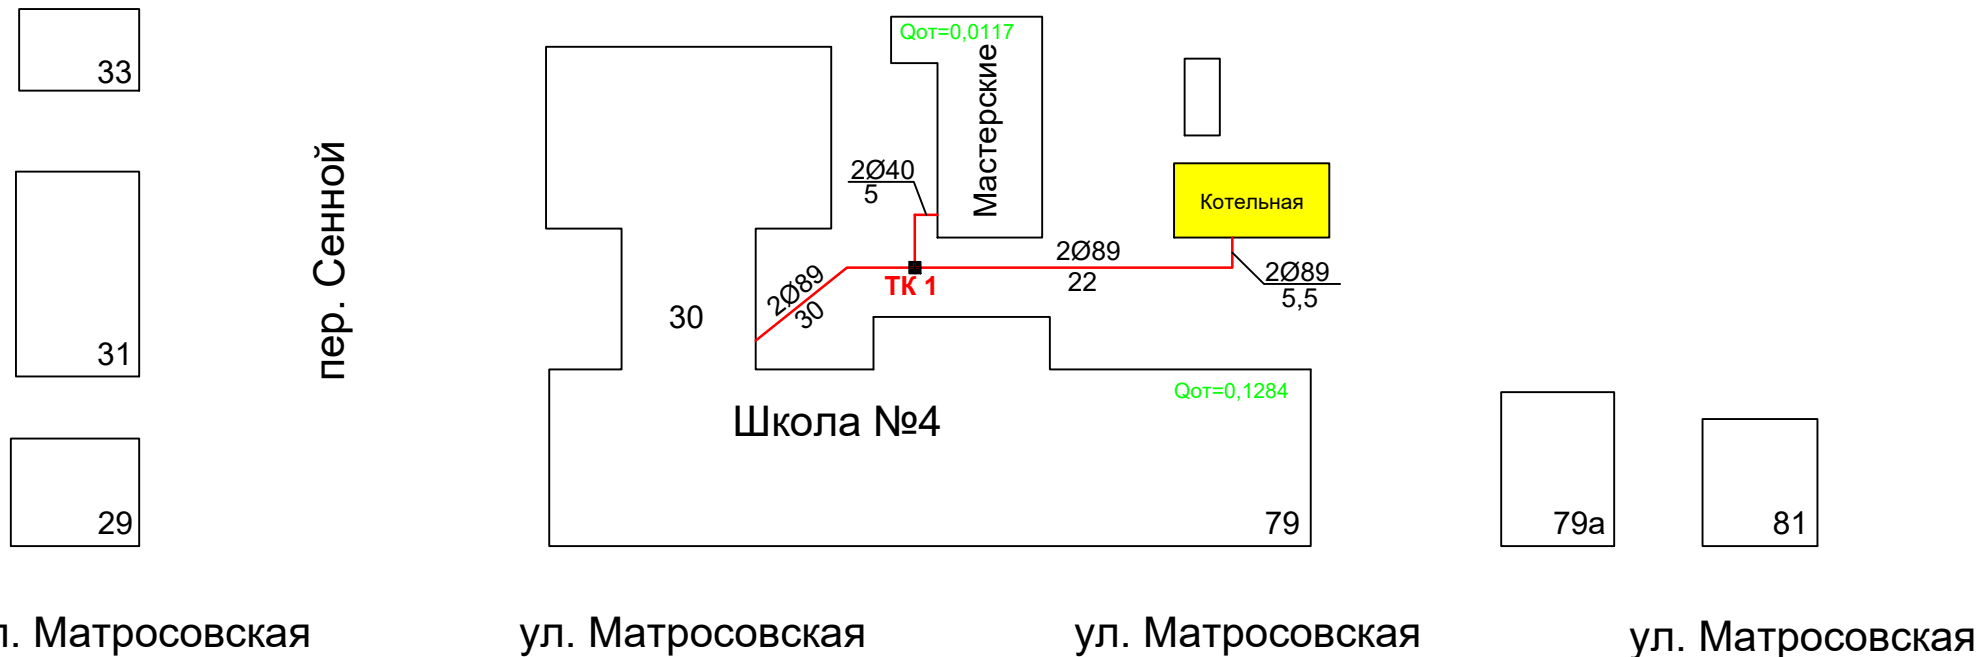 33
31
29
пер. Сенной
Qот=0,0117
Мастерские
2Ø40
5
Котельная
2Ø89
22
2Ø89
5,5
ТК 1
2Ø89
30
30
Qот=0,1284
Школа №4
79
79а
81
л. Матросовская
ул. Матросовская
ул. Матросовская
ул. Матросовская